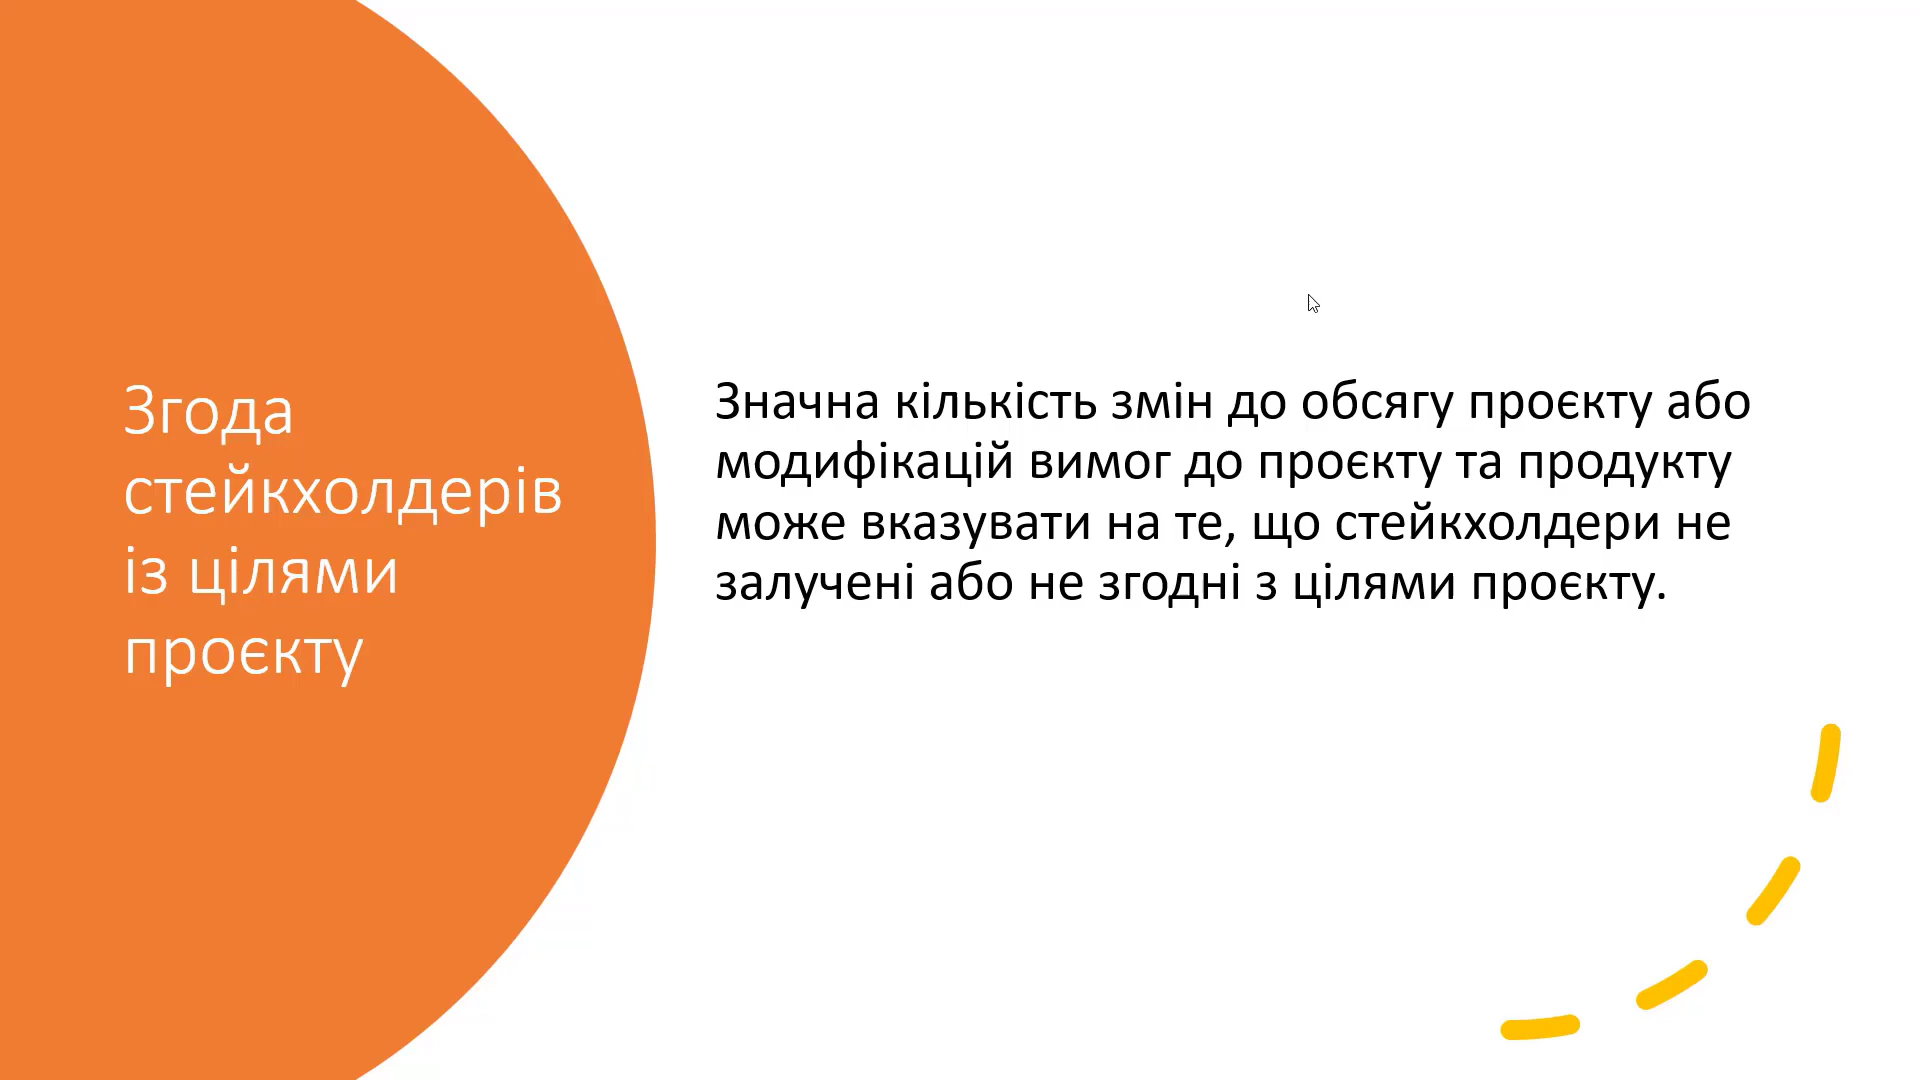 Згода
стейкхолдерів
із цілями
проєкту
Значна кількість змін до обсягу проєкту або
модифікацій вимог до проєкту та продукту
може вказувати на те, що стейкхолдери не
залучені або не згодні з цілями проєкту.